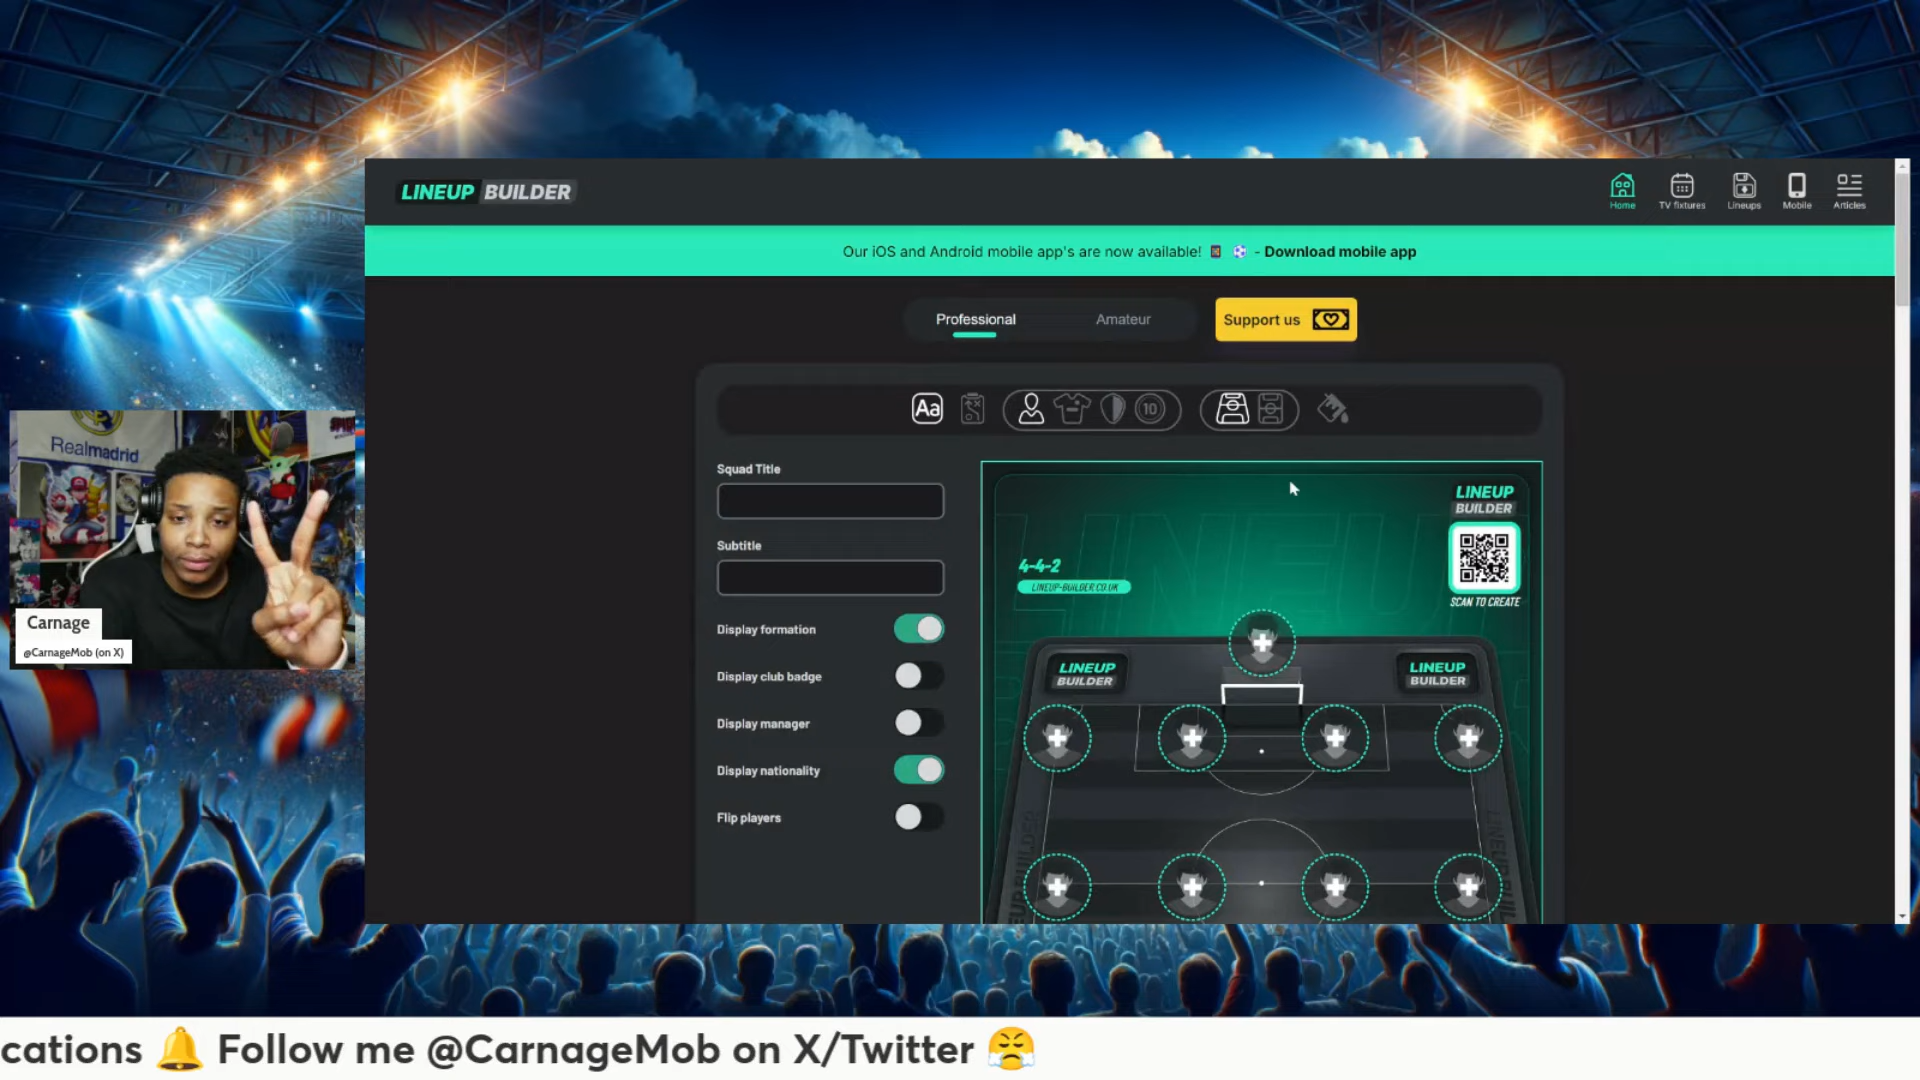 LINEUP BUILDER
Home
TV fixtures
Lineups
Mobile
Articles
Our iOS and Android mobile app's are now available! - Download mobile app
Professional
Amateur
Support us
Aa
10
Squad Title
Subtitle
Display formation
Display club badge
Display manager
Display nationality
Flip players
LINEUP
LINEUP
BUILDER
4-4-2
LINEUP-BUILDER.CO.UK
SCAN TO CREATE
LINEUP
BUILDER
LINEUP
BUILDER
Realmadrid
Carnage
@CarnageMob (on X)
cations 🔔 Follow me @CarnageMob on X/Twitter 😤